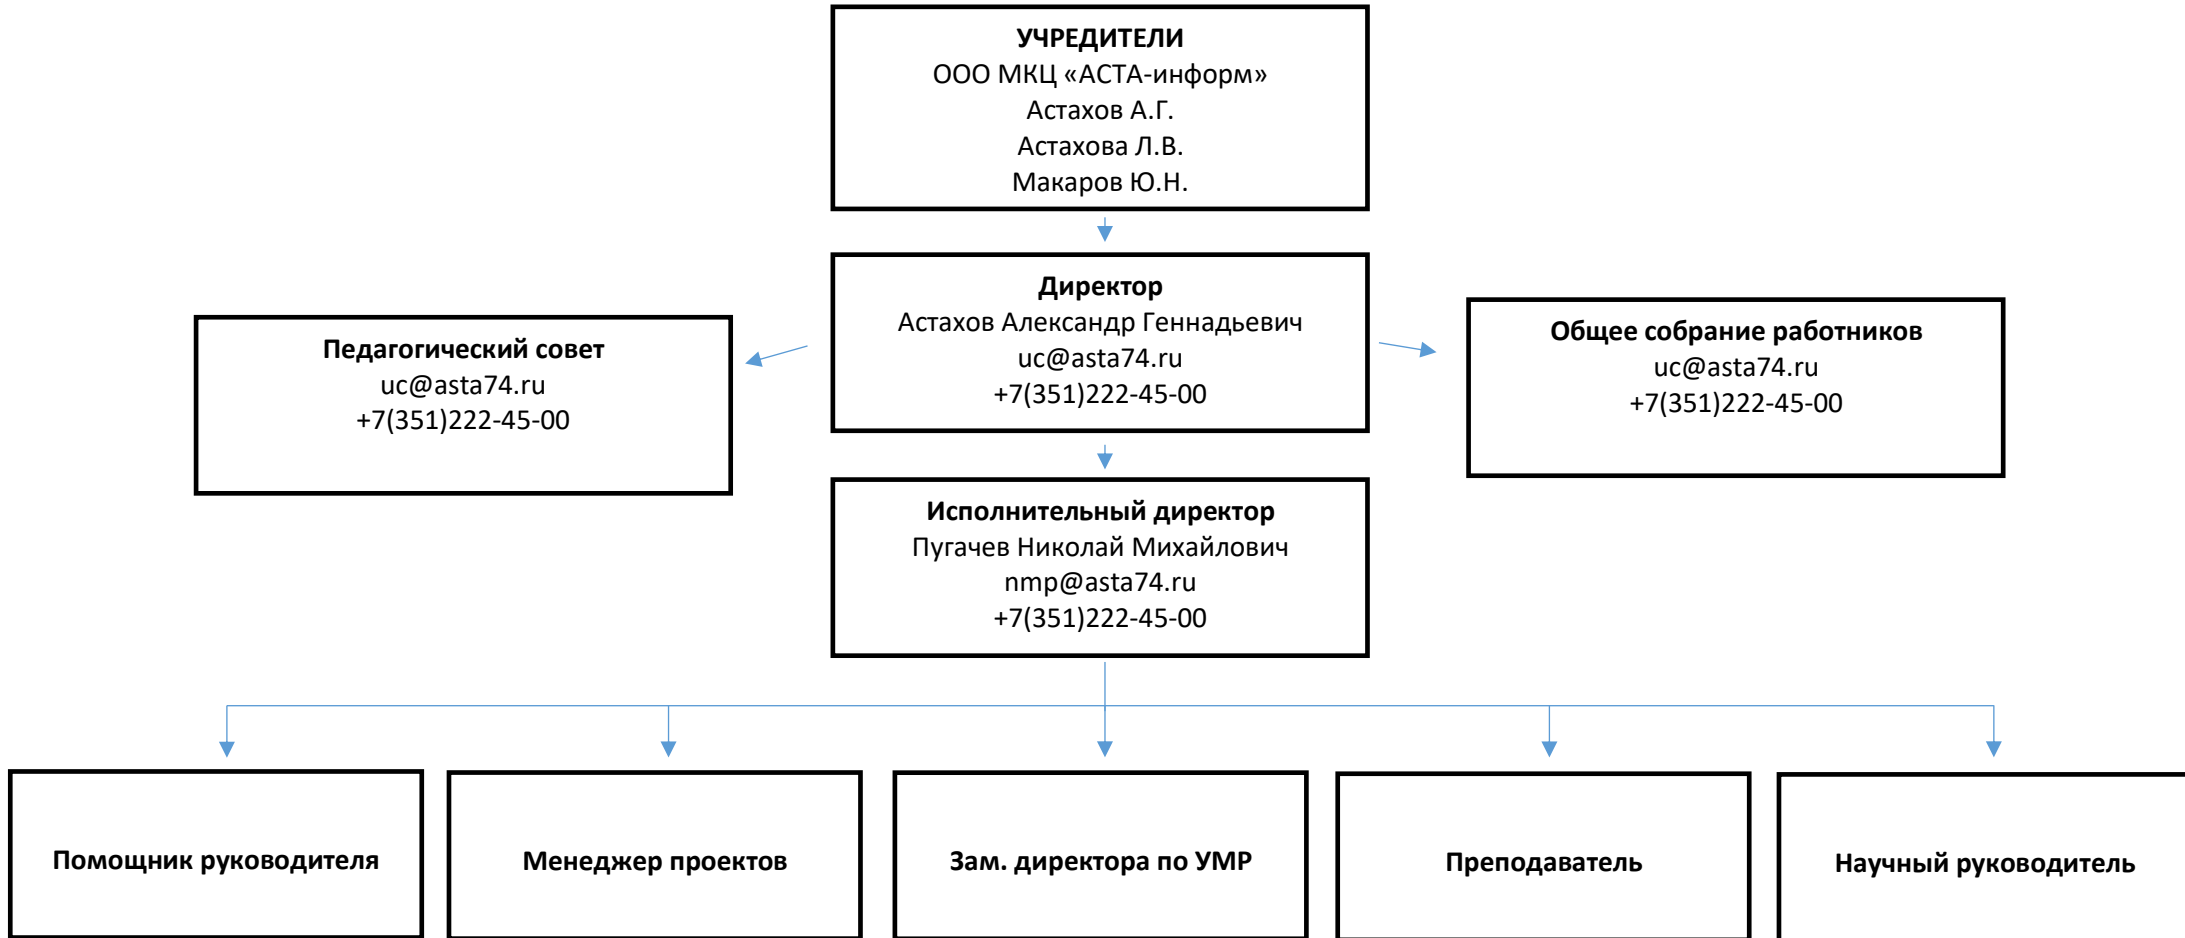 УЧРЕДИТЕЛИ
ООО МКЦ «АСТА-информ»
Астахов А.Г.
Астахова Л.В.
Макаров Ю.Н.
Директор
Астахов Александр Геннадьевич
uc@asta74.ru
+7(351)222-45-00
Педагогический совет
uc@asta74.ru
+7(351)222-45-00
Общее собрание работников
uc@asta74.ru
+7(351)222-45-00
Исполнительный директор
Пугачев Николай Михайлович
nmp@asta74.ru
+7(351)222-45-00
Помощник руководителя
Менеджер проектов
Зам. директора по УМР
Преподаватель
Научный руководитель